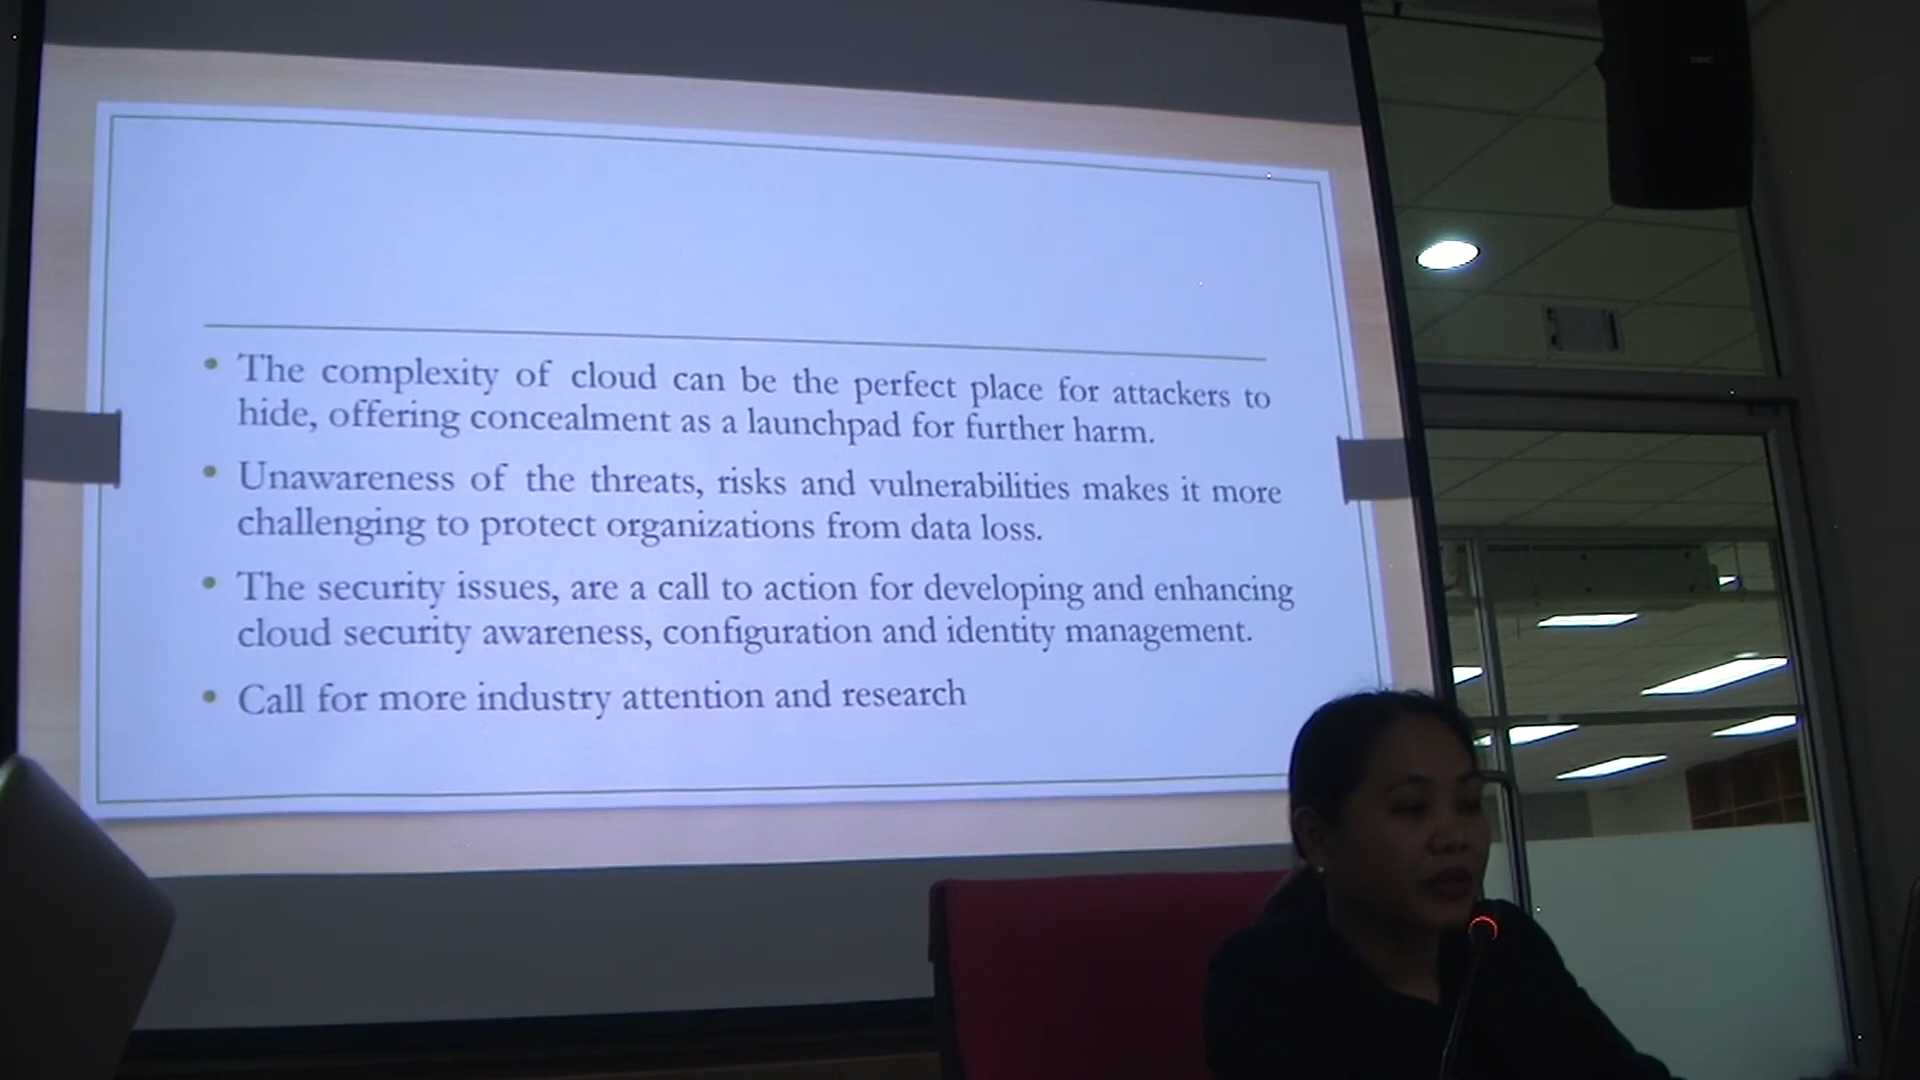 • The complexity of cloud can be the perfect place for attackers to
hide, offering concealment as a launchpad for further harm.
• Unawareness of the threats, risks and vulnerabilities makes it more
challenging to protect organizations from data loss.
• The security issues, are a call to action for developing and enhancing
cloud security awareness, configuration and identity management.
• Call for more industry attention and research